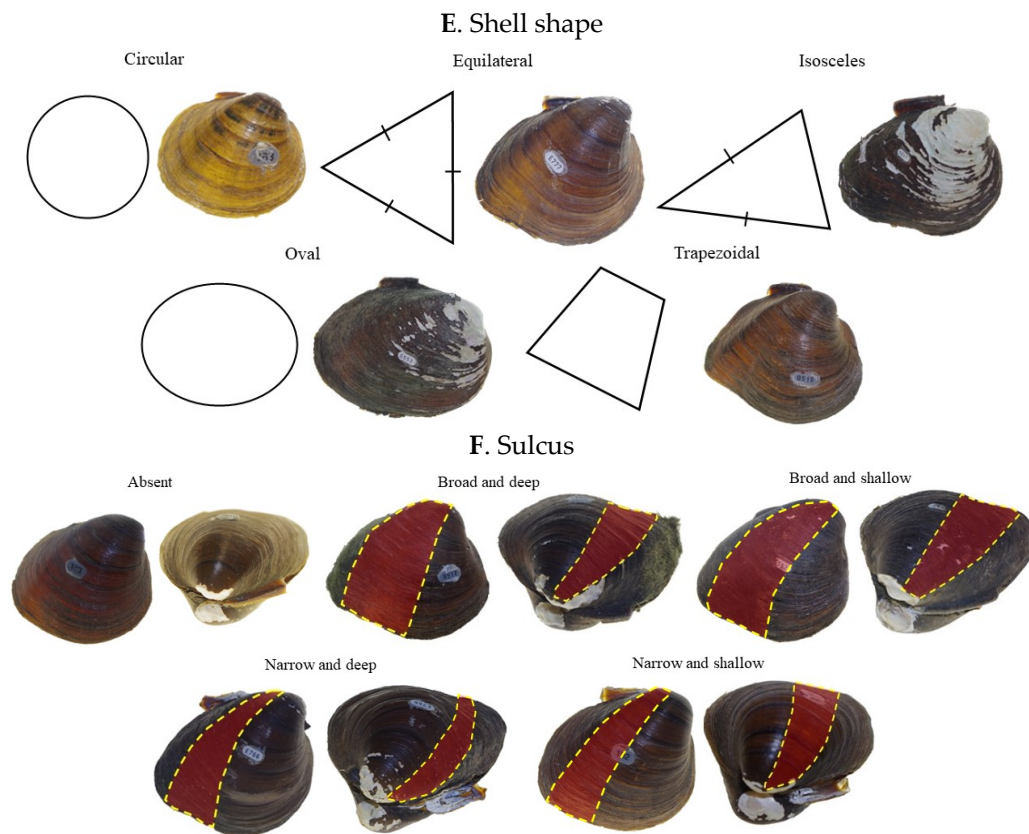 E. Shell shape
Circular
Equilateral
Isosceles
Oval
Trapezoidal
F. Sulcus
Absent
Broad and deep
Broad and shallow
Narrow and deep
Narrow and shallow